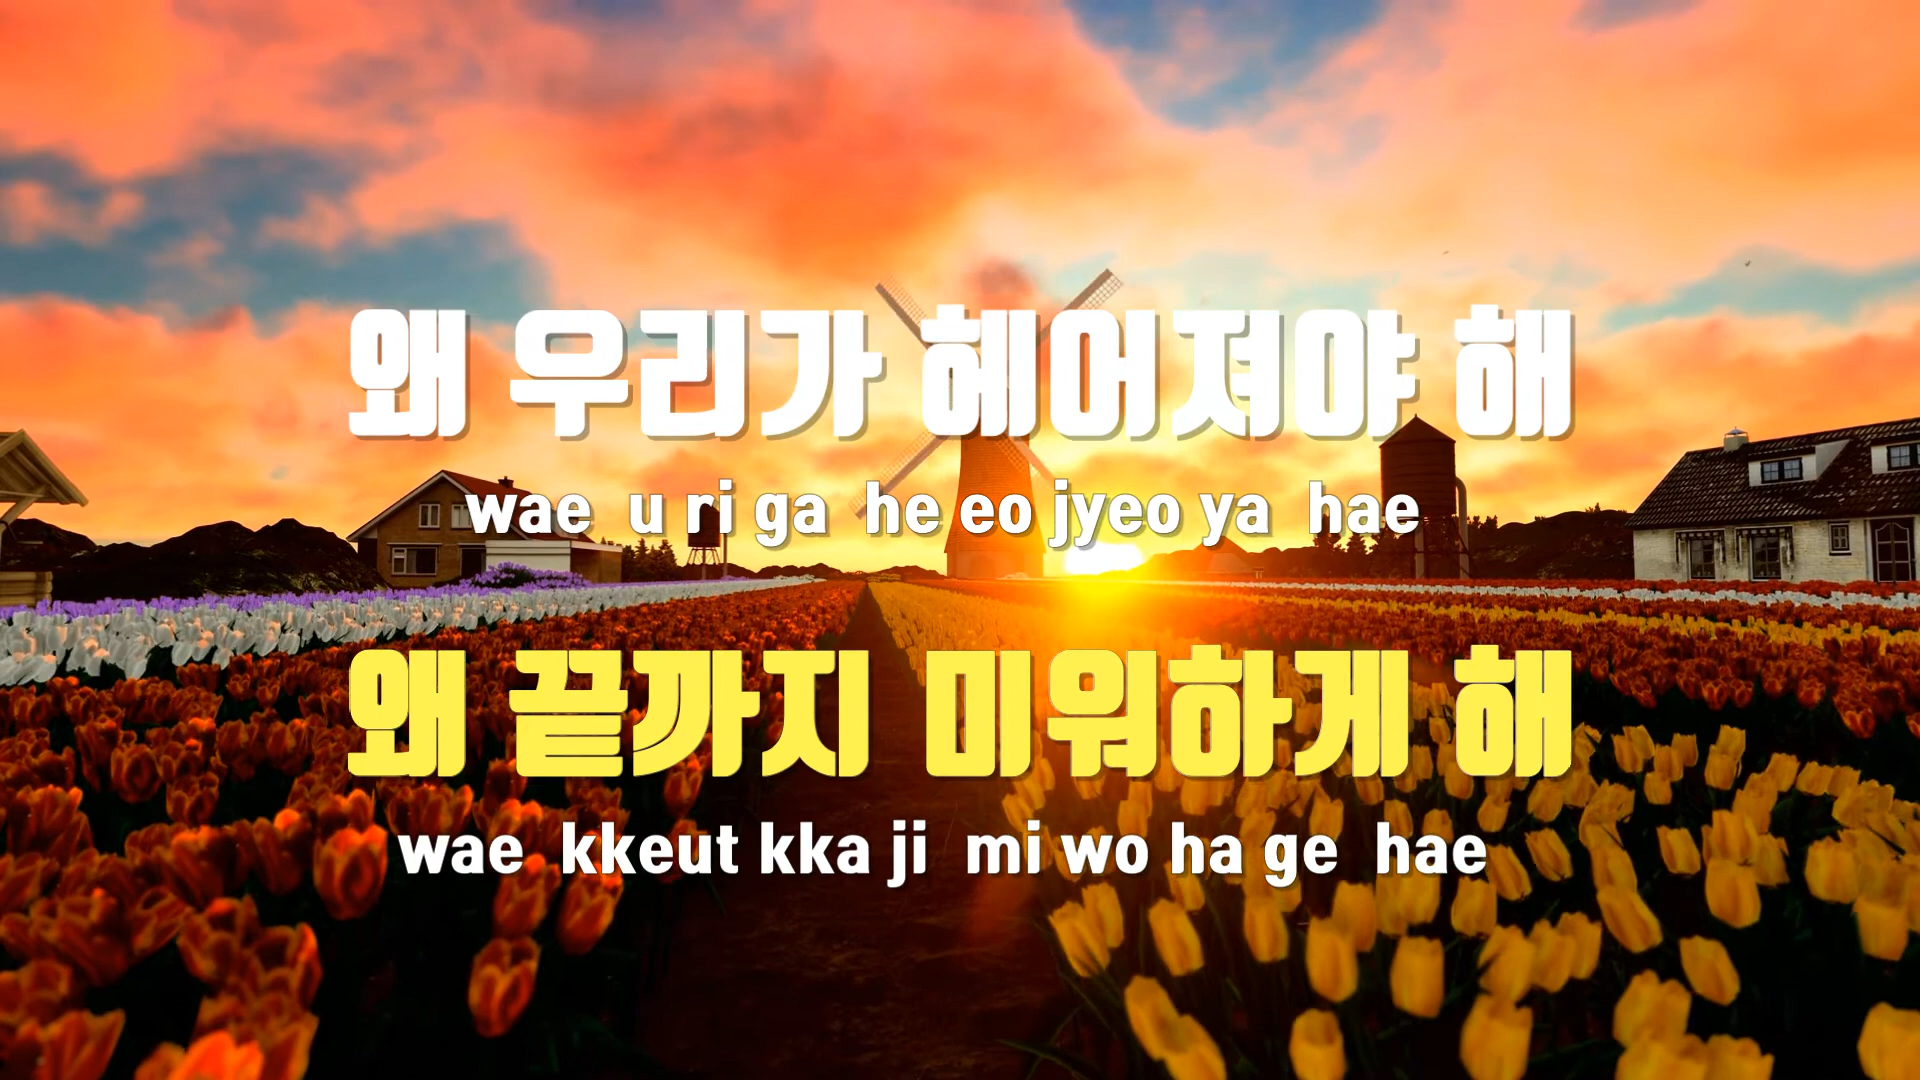 왜 우리가 헤어져야 해
wae u ri ga he eo jyeo ya hae
왜 끝까지 미워하게 해
wae kkeut kka ji mi wo ha ge hae